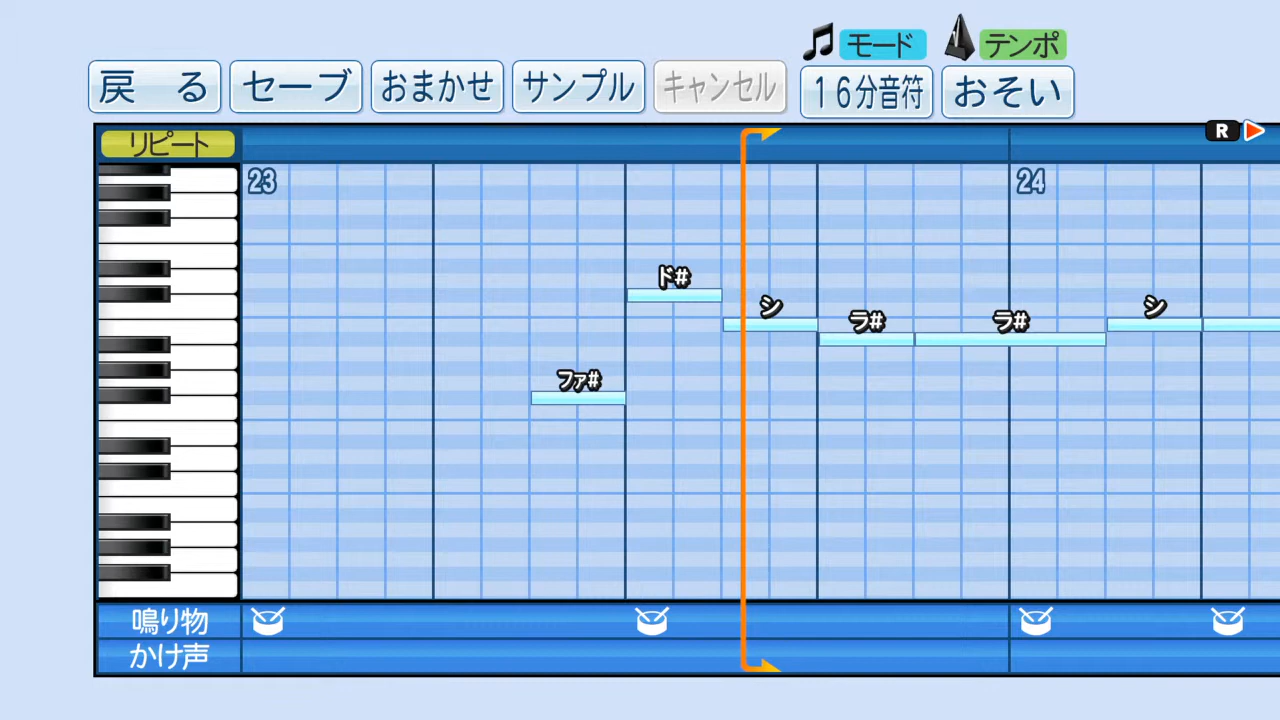 モード テンポ
戻る セーブ おまかせ サンプル キャンセル 16分音符 おそい
リピート R
23 24
ド#
シ ラ# ラ# シ
ファ#
鳴り物
かけ声